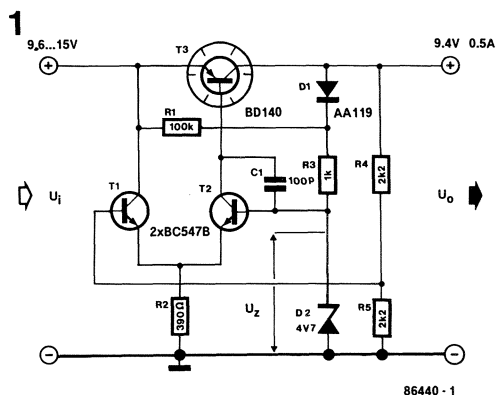 1
9,6...15V
T3
9.4V 0.5A
D1
BD140
AA119
R1
100k
R3
1k
R4
2k2
C1
100P
T1
T2
Ui
Uo
2xBC547B
R2
390Ω
Uz
D2
4V7
R5
2k2
86440 - 1